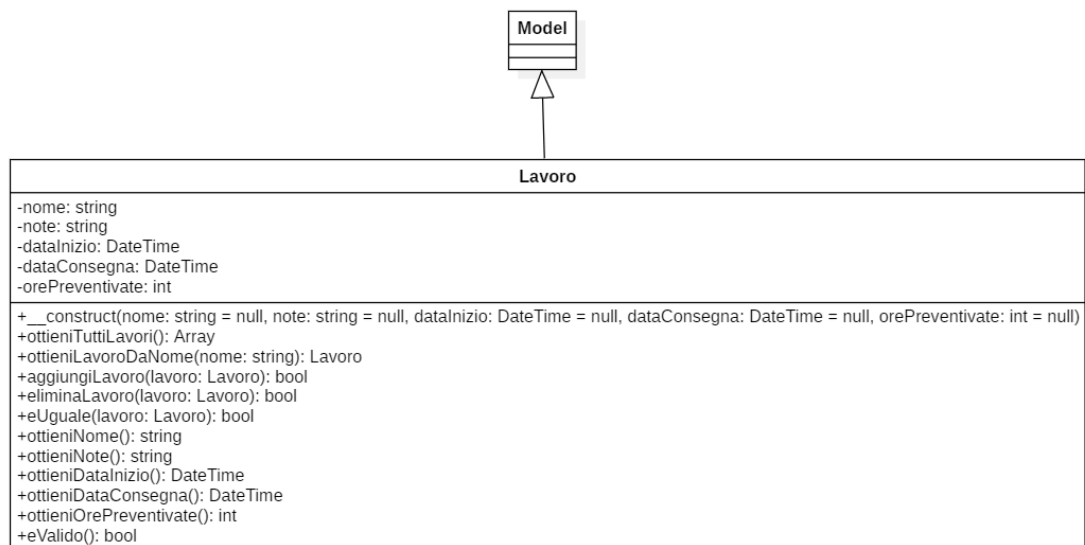 Model
Lavoro
-nome: string
-note: string
-dataInizio: DateTime
-dataConsegna: DateTime
-orePreventivate: int
+__construct(nome: string = null, note: string = null, dataInizio: DateTime = null, dataConsegna: DateTime = null, orePreventivate: int = null)
+ottieniTuttiLavori(): Array
+ottieniLavoroDaNome(nome: string): Lavoro
+aggiungiLavoro(lavoro: Lavoro): bool
+eliminaLavoro(lavoro: Lavoro): bool
+eUguale(lavoro: Lavoro): bool
+ottieniNome(): string
+ottieniNote(): string
+ottieniDataInizio(): DateTime
+ottieniDataConsegna(): DateTime
+ottieniOrePreventivate(): int
+eValido(): bool